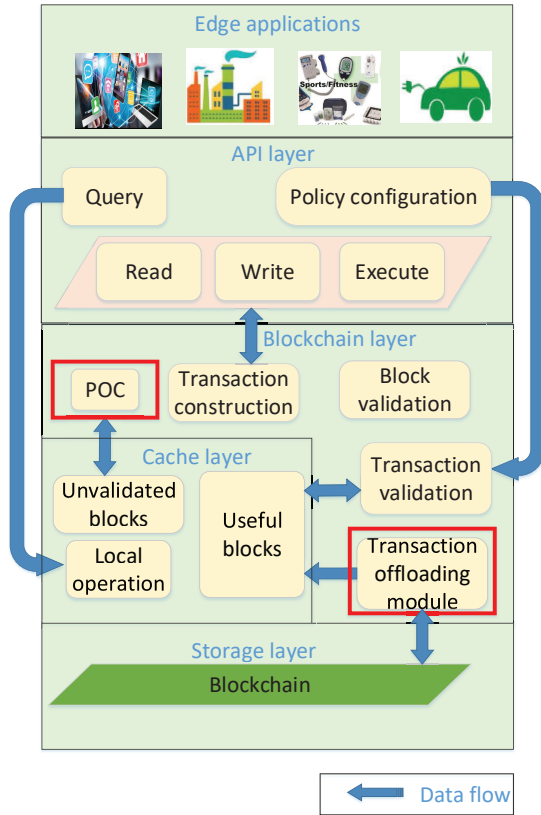 Edge applications
Sports/Fitness
API layer
Query
Policy configuration
Read
Write
Execute
Blockchain layer
POC
Transaction
construction
Block
validation
Cache layer
Transaction
validation
Unvalidated
blocks
Useful
blocks
Local
operation
Transaction
offloading
module
Storage layer
Blockchain
Data flow